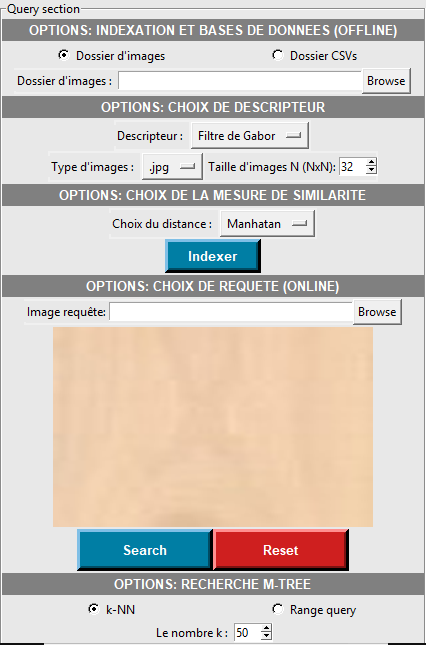 Query section
OPTIONS: INDEXATION ET BASES DE DONNEES (OFFLINE)
Dossier d'images Dossier CSVs
Dossier d'images : Browse
OPTIONS: CHOIX DE DESCRIPTEUR
Descripteur : Filtre de Gabor
Type d'images : .jpg Taille d'images N (NxN): 32
OPTIONS: CHOIX DE LA MESURE DE SIMILARITE
Choix du distance : Manhatan
Indexer
OPTIONS: CHOIX DE REQUETE (ONLINE)
Image requête: Browse
Search Reset
OPTIONS: RECHERCHE M-TREE
k-NN Range query
Le nombre k : 50